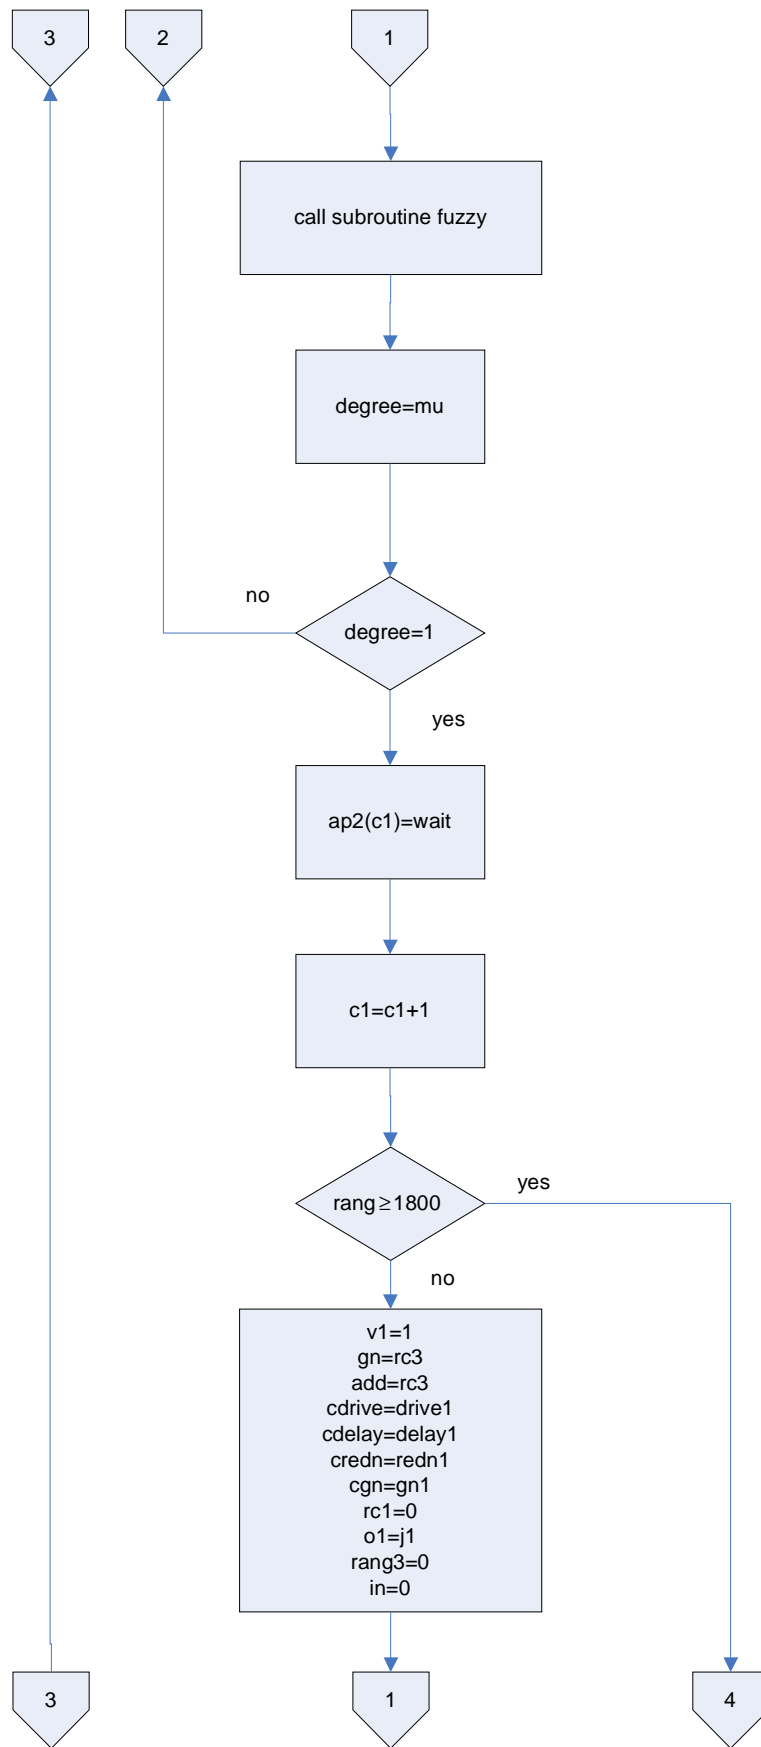 3
2
1
call subroutine fuzzy
degree=mu
no
degree=1
yes
ap2(c1)=wait
c1=c1+1
rang≥1800
yes
no
v1=1
gn=rc3
add=rc3
cdrive=drive1
cdelay=delay1
credn=redn1
cgn=gn1
rc1=0
o1=j1
rang3=0
in=0
3
1
4